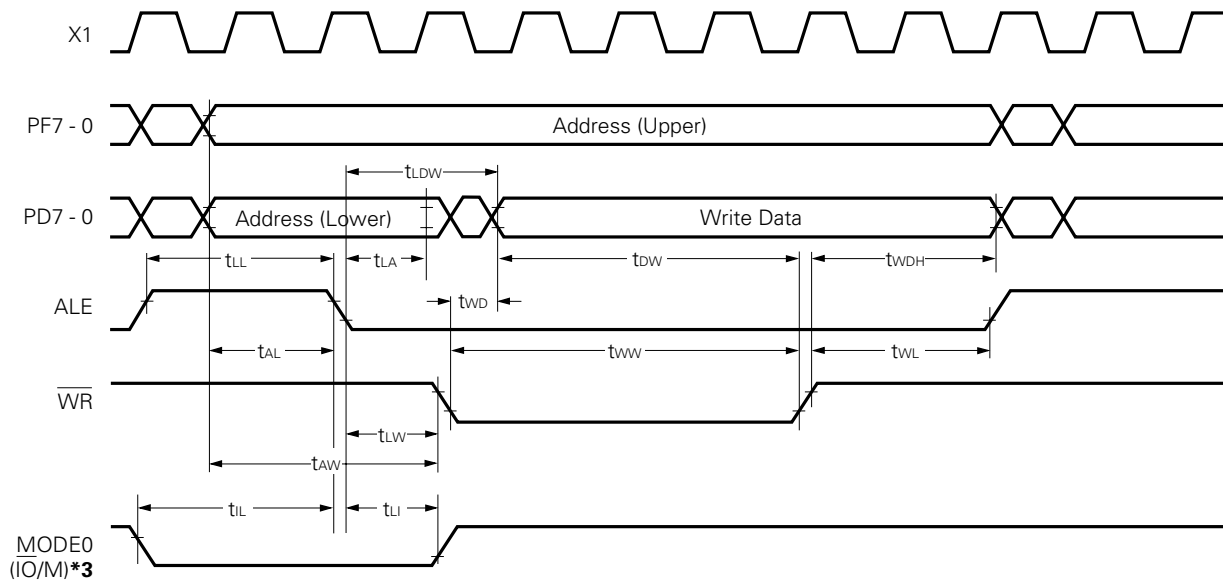 X1
PF7 - 0
Address (Upper)
tLDW
PD7 - 0
Address (Lower)
Write Data
tLL
tLA
tDW
tWDH
tWD
ALE
tAL
tWW
tWL
WR
tLW
tAW
tIL
tLI
MODE0
(IO/M)*3